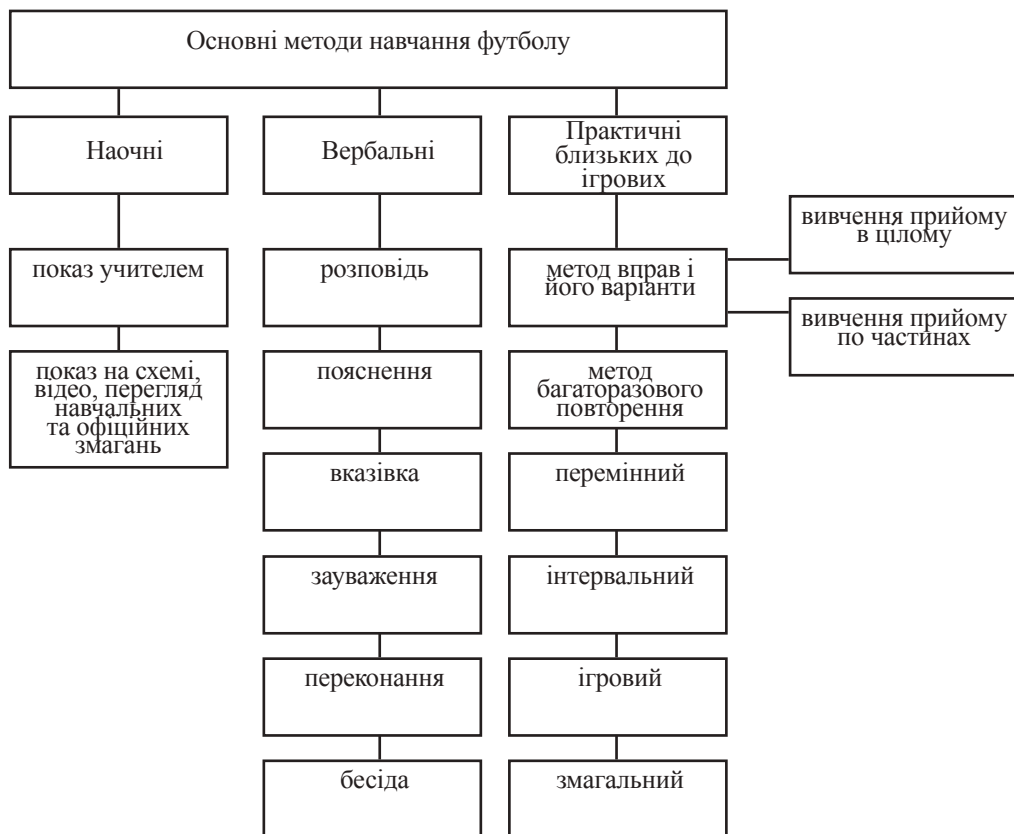 Основні методи навчання футболу
Наочні
Вербальні
Практичні
близьких до
ігрових
показ учителем
показ на схемі,
відео, перегляд
навчальних
та офіційних
змагань
розповідь
пояснення
вказівка
зауваження
переконання
бесіда
метод вправ і
його варіанти
вивчення прийому
в цілому
вивчення прийому
по частинах
метод
багаторазового
повторення
перемінний
інтервальний
ігровий
змагальний